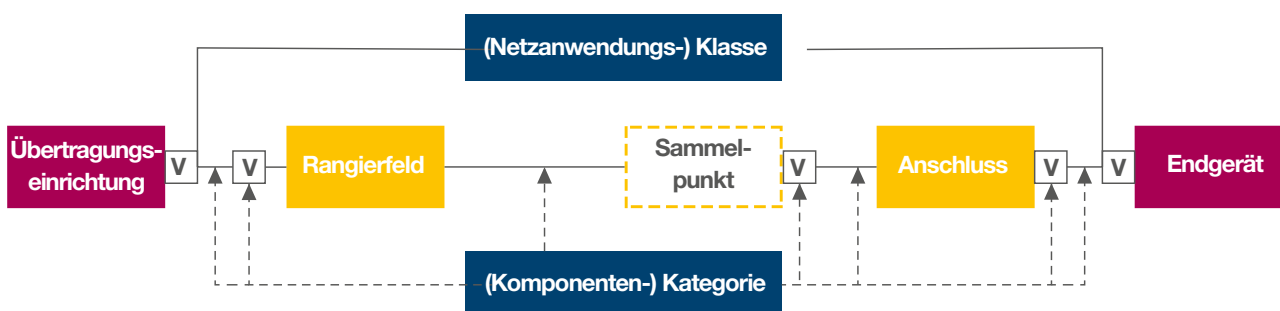 (Netzanwendungs-) Klasse
Übertragungs-
einrichtung
V
V
Rangierfeld
Sammel-
punkt
V
Anschluss
V
V
Endgerät
(Komponenten-) Kategorie